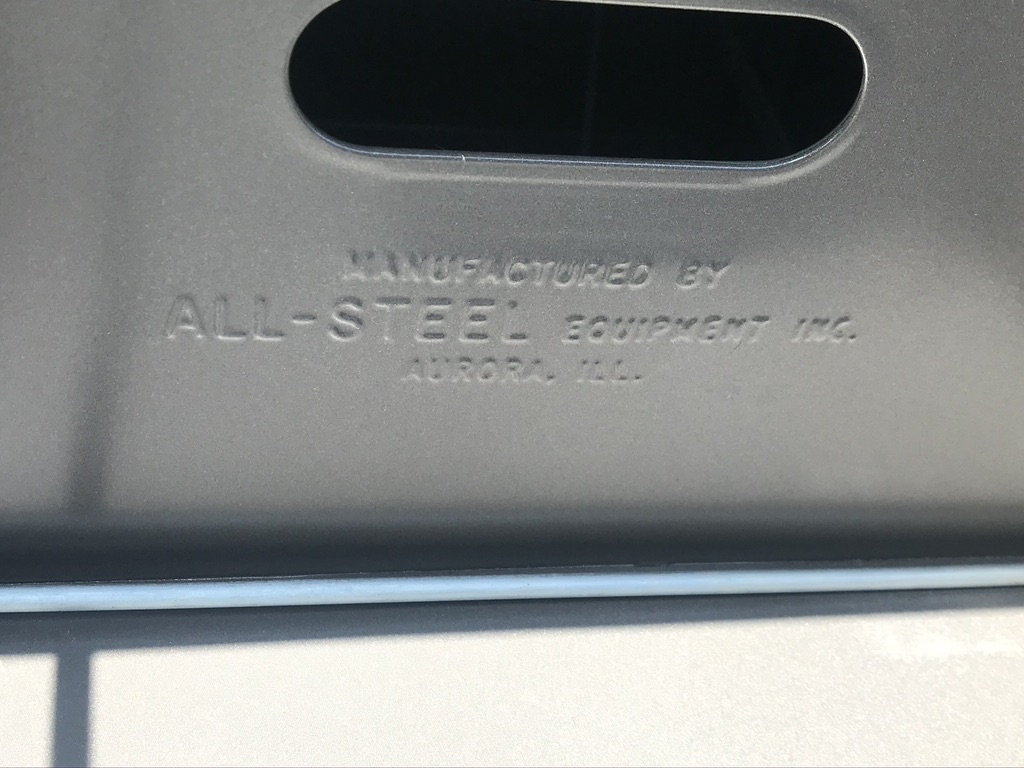 MANUFACTURED BY
ALL-STEEL EQUIPMENT INC.
AURORA, ILL.